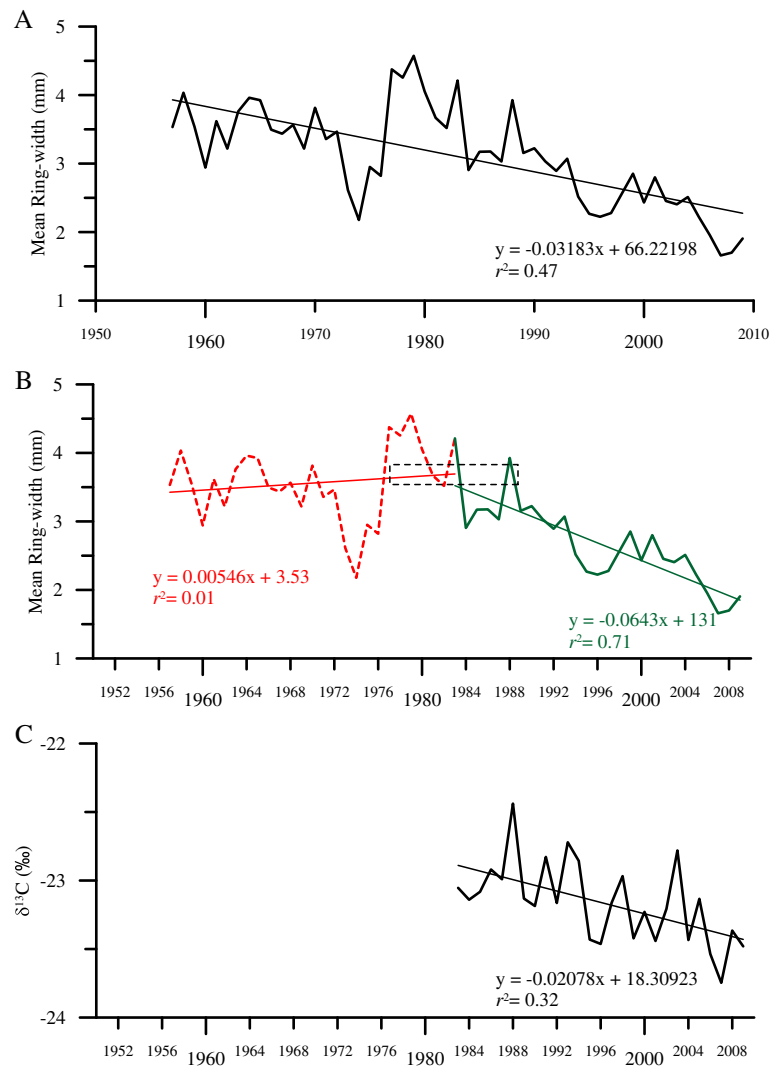 A
Mean Ring-width (mm)
5
4
3
2
1
y = -0.03183x + 66.22198
r²= 0.47
1950 1960 1970 1980 1990 2000 2010
B
Mean Ring-width (mm)
5
4
3
2
1
y = 0.00546x + 3.53
r²= 0.01
y = -0.0643x + 131
r²= 0.71
1952 1956 1960 1964 1968 1972 1976 1980 1984 1988 1992 1996 2000 2004 2008
C
δ¹³C (‰)
-22
-23
-24
y = -0.02078x + 18.30923
r²= 0.32
1952 1956 1960 1964 1968 1972 1976 1980 1984 1988 1992 1996 2000 2004 2008